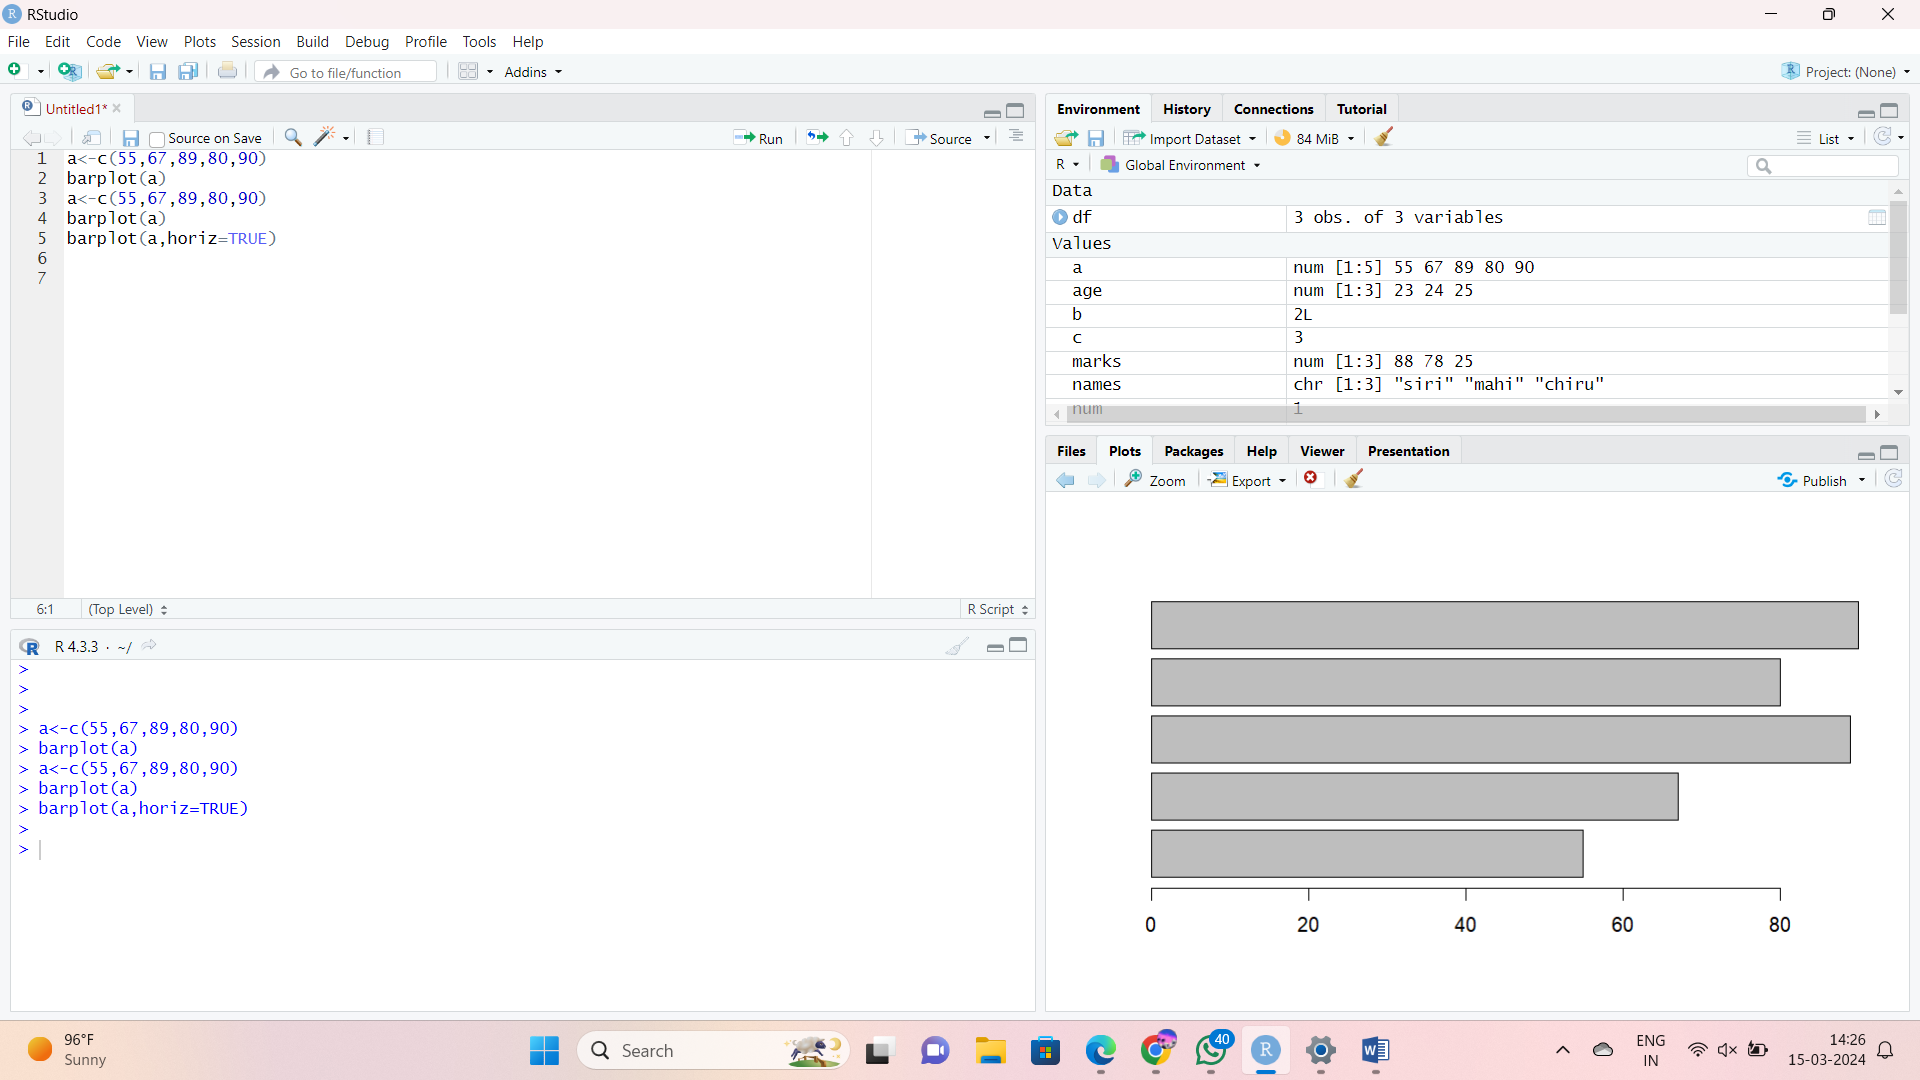 RStudio
File Edit Code View Plots Session Build Debug Profile Tools Help
Go to file/function Addins Project: (None)
Untitled1*
Source on Save Run Source
1 a<-c(55,67,89,80,90)
2 barplot(a)
3 a<-c(55,67,89,80,90)
4 barplot(a)
5 barplot(a,horiz=TRUE)
6
7
6:1 (Top Level) R Script
R 4.3.3 · ~/
>
>
>
> a<-c(55,67,89,80,90)
> barplot(a)
> a<-c(55,67,89,80,90)
> barplot(a)
> barplot(a,horiz=TRUE)
>
>
Environment History Connections Tutorial
Import Dataset 84 MiB List
R Global Environment
Data
df 3 obs. of 3 variables
Values
a num [1:5] 55 67 89 80 90
age num [1:3] 23 24 25
b 2L
c 3
marks num [1:3] 88 78 25
names chr [1:3] "siri" "mahi" "chiru"
num 1
Files Plots Packages Help Viewer Presentation
Zoom Export Publish
0 20 40 60 80
96°F
Sunny
Search
40
ENG
IN
14:26
15-03-2024